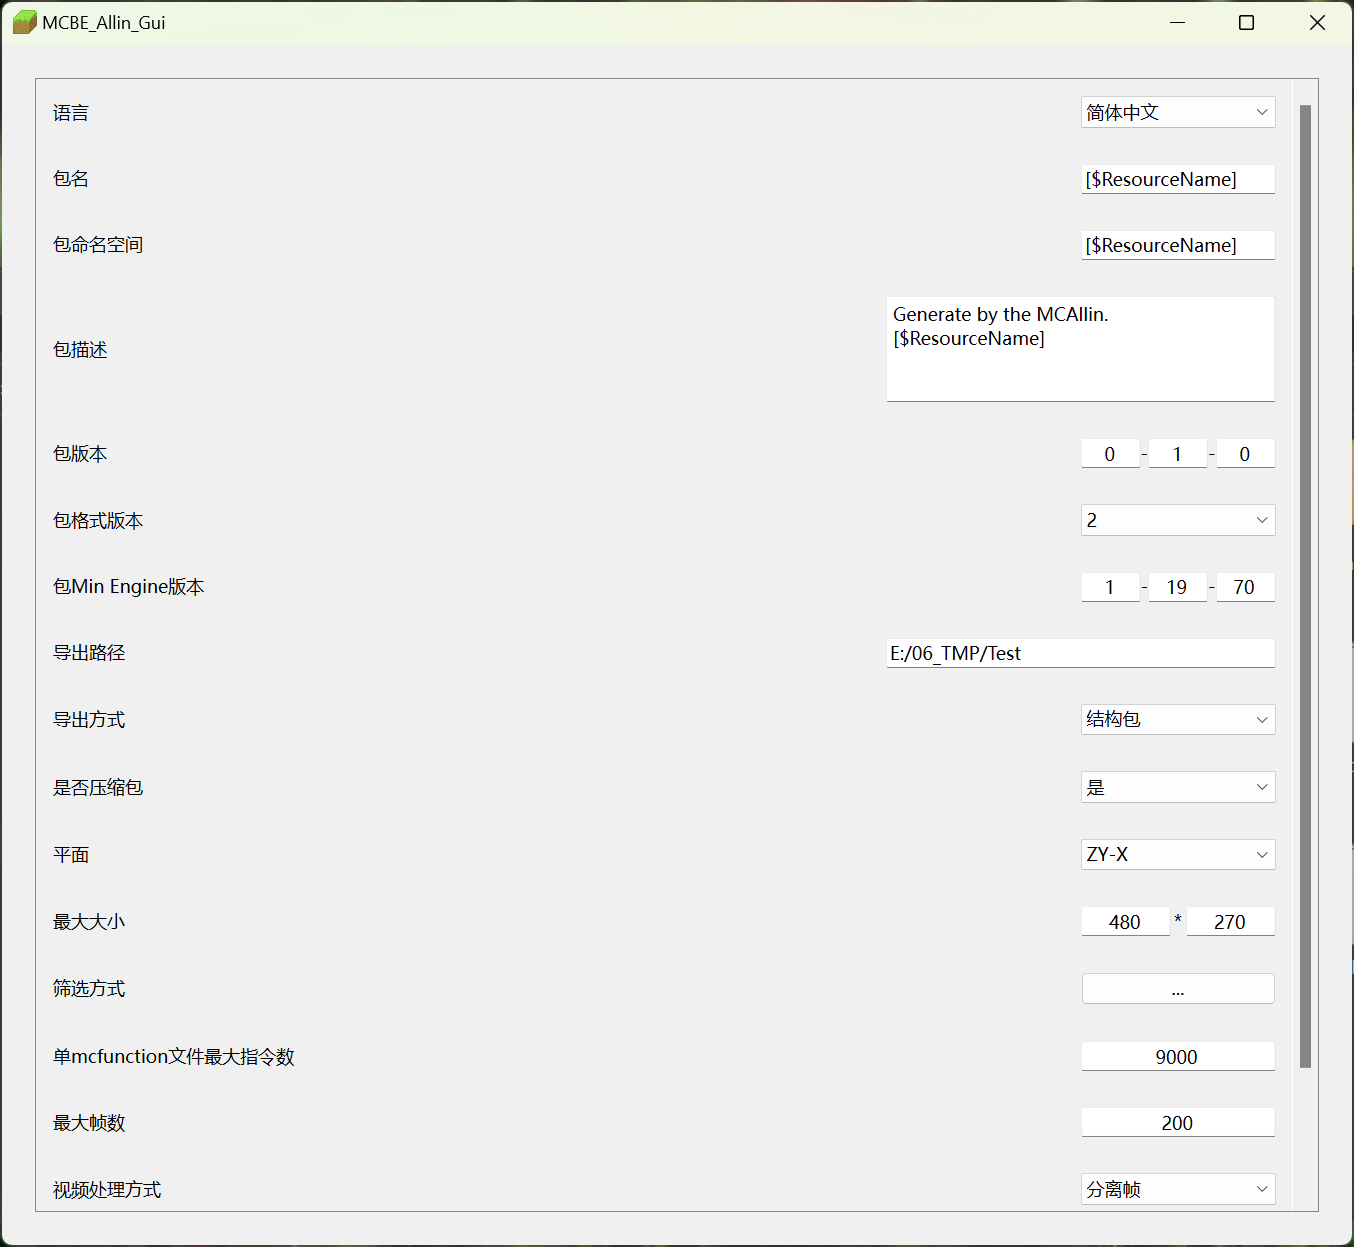 MCBE_Allin_Gui
语言 简体中文
包名 [$ResourceName]
包命名空间 [$ResourceName]
包描述 Generate by the MCAllin.
[$ResourceName]
包版本 0 - 1 - 0
包格式版本 2
包Min Engine版本 1 - 19 - 70
导出路径 E:/06_TMP/Test
导出方式 结构包
是否压缩包 是
平面 ZY-X
最大大小 480 * 270
筛选方式 ...
单mcfunction文件最大指令数 9000
最大帧数 200
视频处理方式 分离帧